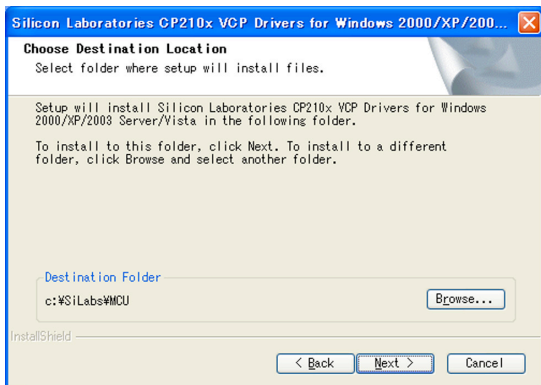 Silicon Laboratories CP210x VCP Drivers for Windows 2000/XP/200...
Choose Destination Location
Select folder where setup will install files.
Setup will install Silicon Laboratories CP210x VCP Drivers for Windows
2000/XP/2003 Server/Vista in the following folder.
To install to this folder, click Next. To install to a different
folder, click Browse and select another folder.
Destination Folder
c:¥SiLabs¥MCU
Browse...
InstallShield
< Back
Next >
Cancel